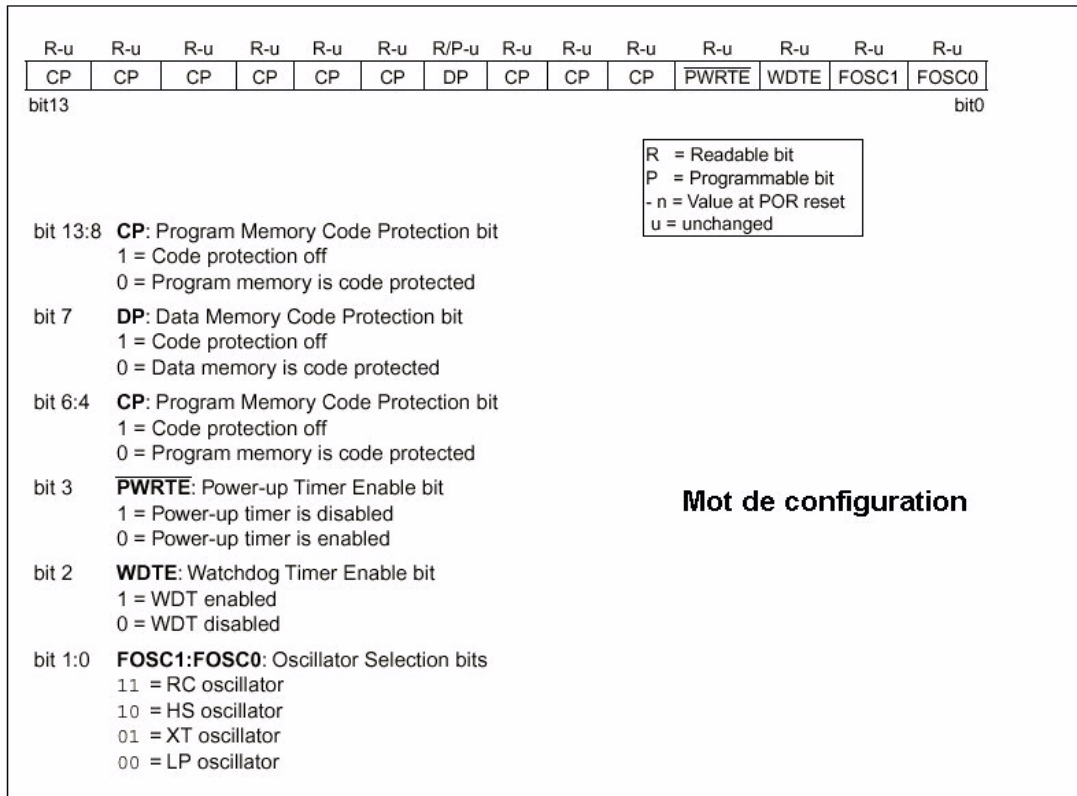 R-u R-u R-u R-u R-u R-u R/P-u R-u R-u R-u R-u R-u R-u R-u
CP CP CP CP CP CP DP CP CP CP PWRTE WDTE FOSC1 FOSC0
bit13 bit0
R = Readable bit
P = Programmable bit
- n = Value at POR reset
u = unchanged
bit 13:8 CP: Program Memory Code Protection bit
1 = Code protection off
0 = Program memory is code protected
bit 7 DP: Data Memory Code Protection bit
1 = Code protection off
0 = Data memory is code protected
bit 6:4 CP: Program Memory Code Protection bit
1 = Code protection off
0 = Program memory is code protected
bit 3 PWRTE: Power-up Timer Enable bit
1 = Power-up timer is disabled
0 = Power-up timer is enabled
Mot de configuration
bit 2 WDTE: Watchdog Timer Enable bit
1 = WDT enabled
0 = WDT disabled
bit 1:0 FOSC1:FOSC0: Oscillator Selection bits
11 = RC oscillator
10 = HS oscillator
01 = XT oscillator
00 = LP oscillator